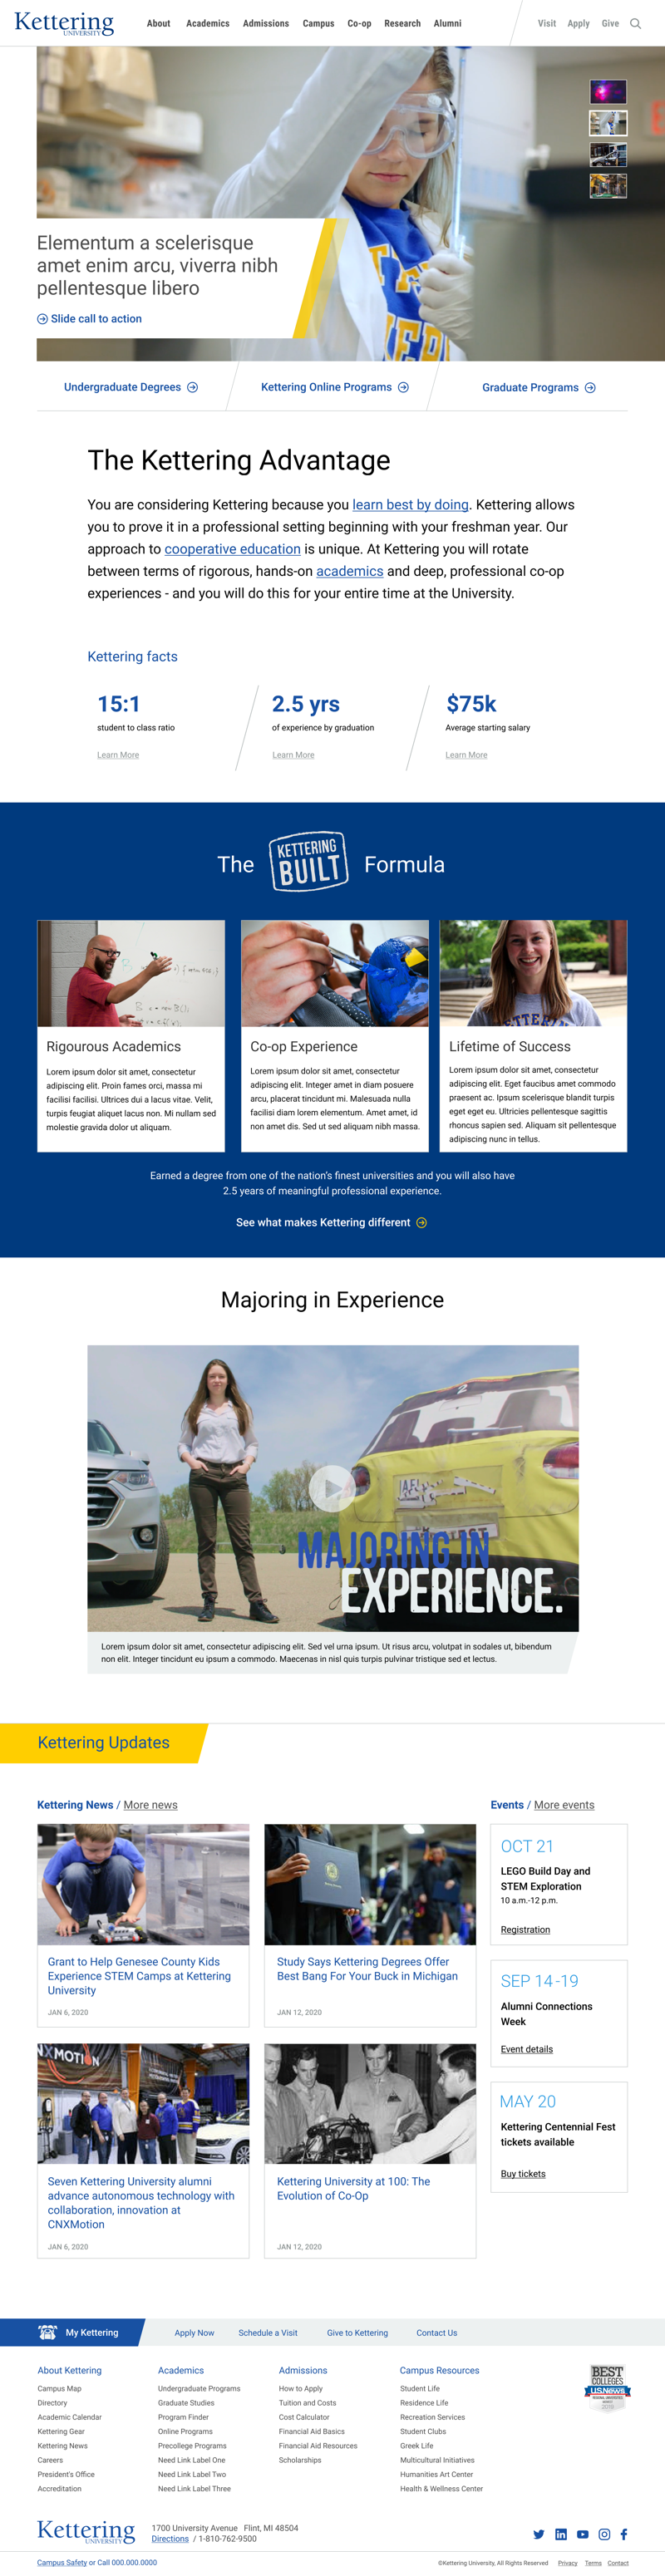 Kettering
UNIVERSITY
About Academics Admissions Campus Co-op Research Alumni
Visit Apply Give
Elementum a scelerisque
amet enim arcu, viverra nibh
pellentesque libero
Slide call to action
Undergraduate Degrees
Kettering Online Programs
Graduate Programs
The Kettering Advantage
You are considering Kettering because you learn best by doing. Kettering allows
you to prove it in a professional setting beginning with your freshman year. Our
approach to cooperative education is unique. At Kettering you will rotate
between terms of rigorous, hands-on academics and deep, professional co-op
experiences - and you will do this for your entire time at the University.
Kettering facts
15:1
student to class ratio
Learn More
2.5 yrs
of experience by graduation
Learn More
$75k
Average starting salary
Learn More
The KETTERING BUILT Formula
Rigourous Academics
Lorem ipsum dolor sit amet, consectetur
adipiscing elit. Proin fames orci, massa mi
facilisi facilisi. Ultrices dui a lacus vitae. Velit,
turpis feugiat aliquet lacus non. Mi nullam sed
molestie gravida dolor ut aliquam.
Co-op Experience
Lorem ipsum dolor sit amet, consectetur
adipiscing elit. Integer amet in diam posuere
arcu, placerat tincidunt mi. Malesuada nulla
facilisi diam lorem elementum. Amet amet, id
non amet dis. Sed ut sed aliquam nibh massa.
Lifetime of Success
Lorem ipsum dolor sit amet, consectetur
adipiscing elit. Eget faucibus amet commodo
praesent ac. Ipsum scelerisque blandit turpis
eget eget eu. Ultricies pellentesque sagittis
rhoncus sapien sed. Aliquam sit pellentesque
adipiscing nunc in tellus.
Earned a degree from one of the nation's finest universities and you will also have
2.5 years of meaningful professional experience.
See what makes Kettering different
Majoring in Experience
MAJORING IN
EXPERIENCE.
Lorem ipsum dolor sit amet, consectetur adipiscing elit. Sed vel urna ipsum. Ut risus arcu, volutpat in sodales ut, bibendum
non elit. Integer tincidunt eu ipsum a commodo. Maecenas in nisl quis turpis pulvinar tristique sed et lectus.
Kettering Updates
Kettering News / More news
Grant to Help Genesee County Kids
Experience STEM Camps at Kettering
University
JAN 6, 2020
Study Says Kettering Degrees Offer
Best Bang For Your Buck in Michigan
JAN 12, 2020
Seven Kettering University alumni
advance autonomous technology with
collaboration, innovation at
CNXMotion
JAN 6, 2020
Kettering University at 100: The
Evolution of Co-Op
JAN 12, 2020
Events / More events
OCT 21
LEGO Build Day and
STEM Exploration
10 a.m.-12 p.m.
Registration
SEP 14-19
Alumni Connections
Week
Event details
MAY 20
Kettering Centennial Fest
tickets available
Buy tickets
My Kettering
Apply Now Schedule a Visit Give to Kettering Contact Us
About Kettering
Campus Map
Directory
Academic Calendar
Kettering Gear
Kettering News
Careers
President's Office
Accreditation
Academics
Undergraduate Programs
Graduate Studies
Program Finder
Online Programs
Precollege Programs
Need Link Label One
Need Link Label Two
Need Link Label Three
Admissions
How to Apply
Tuition and Costs
Cost Calculator
Financial Aid Basics
Financial Aid Resources
Scholarships
Campus Resources
Student Life
Residence Life
Recreation Services
Student Clubs
Greek Life
Multicultural Initiatives
Humanities Art Center
Health & Wellness Center
BEST
COLLEGES
U.S.News
Kettering
UNIVERSITY
1700 University Avenue Flint, MI 48504
Directions / 1-810-762-9500
Campus Safety or Call 000.000.0000
©Kettering University, All Rights Reserved Privacy Terms Contact